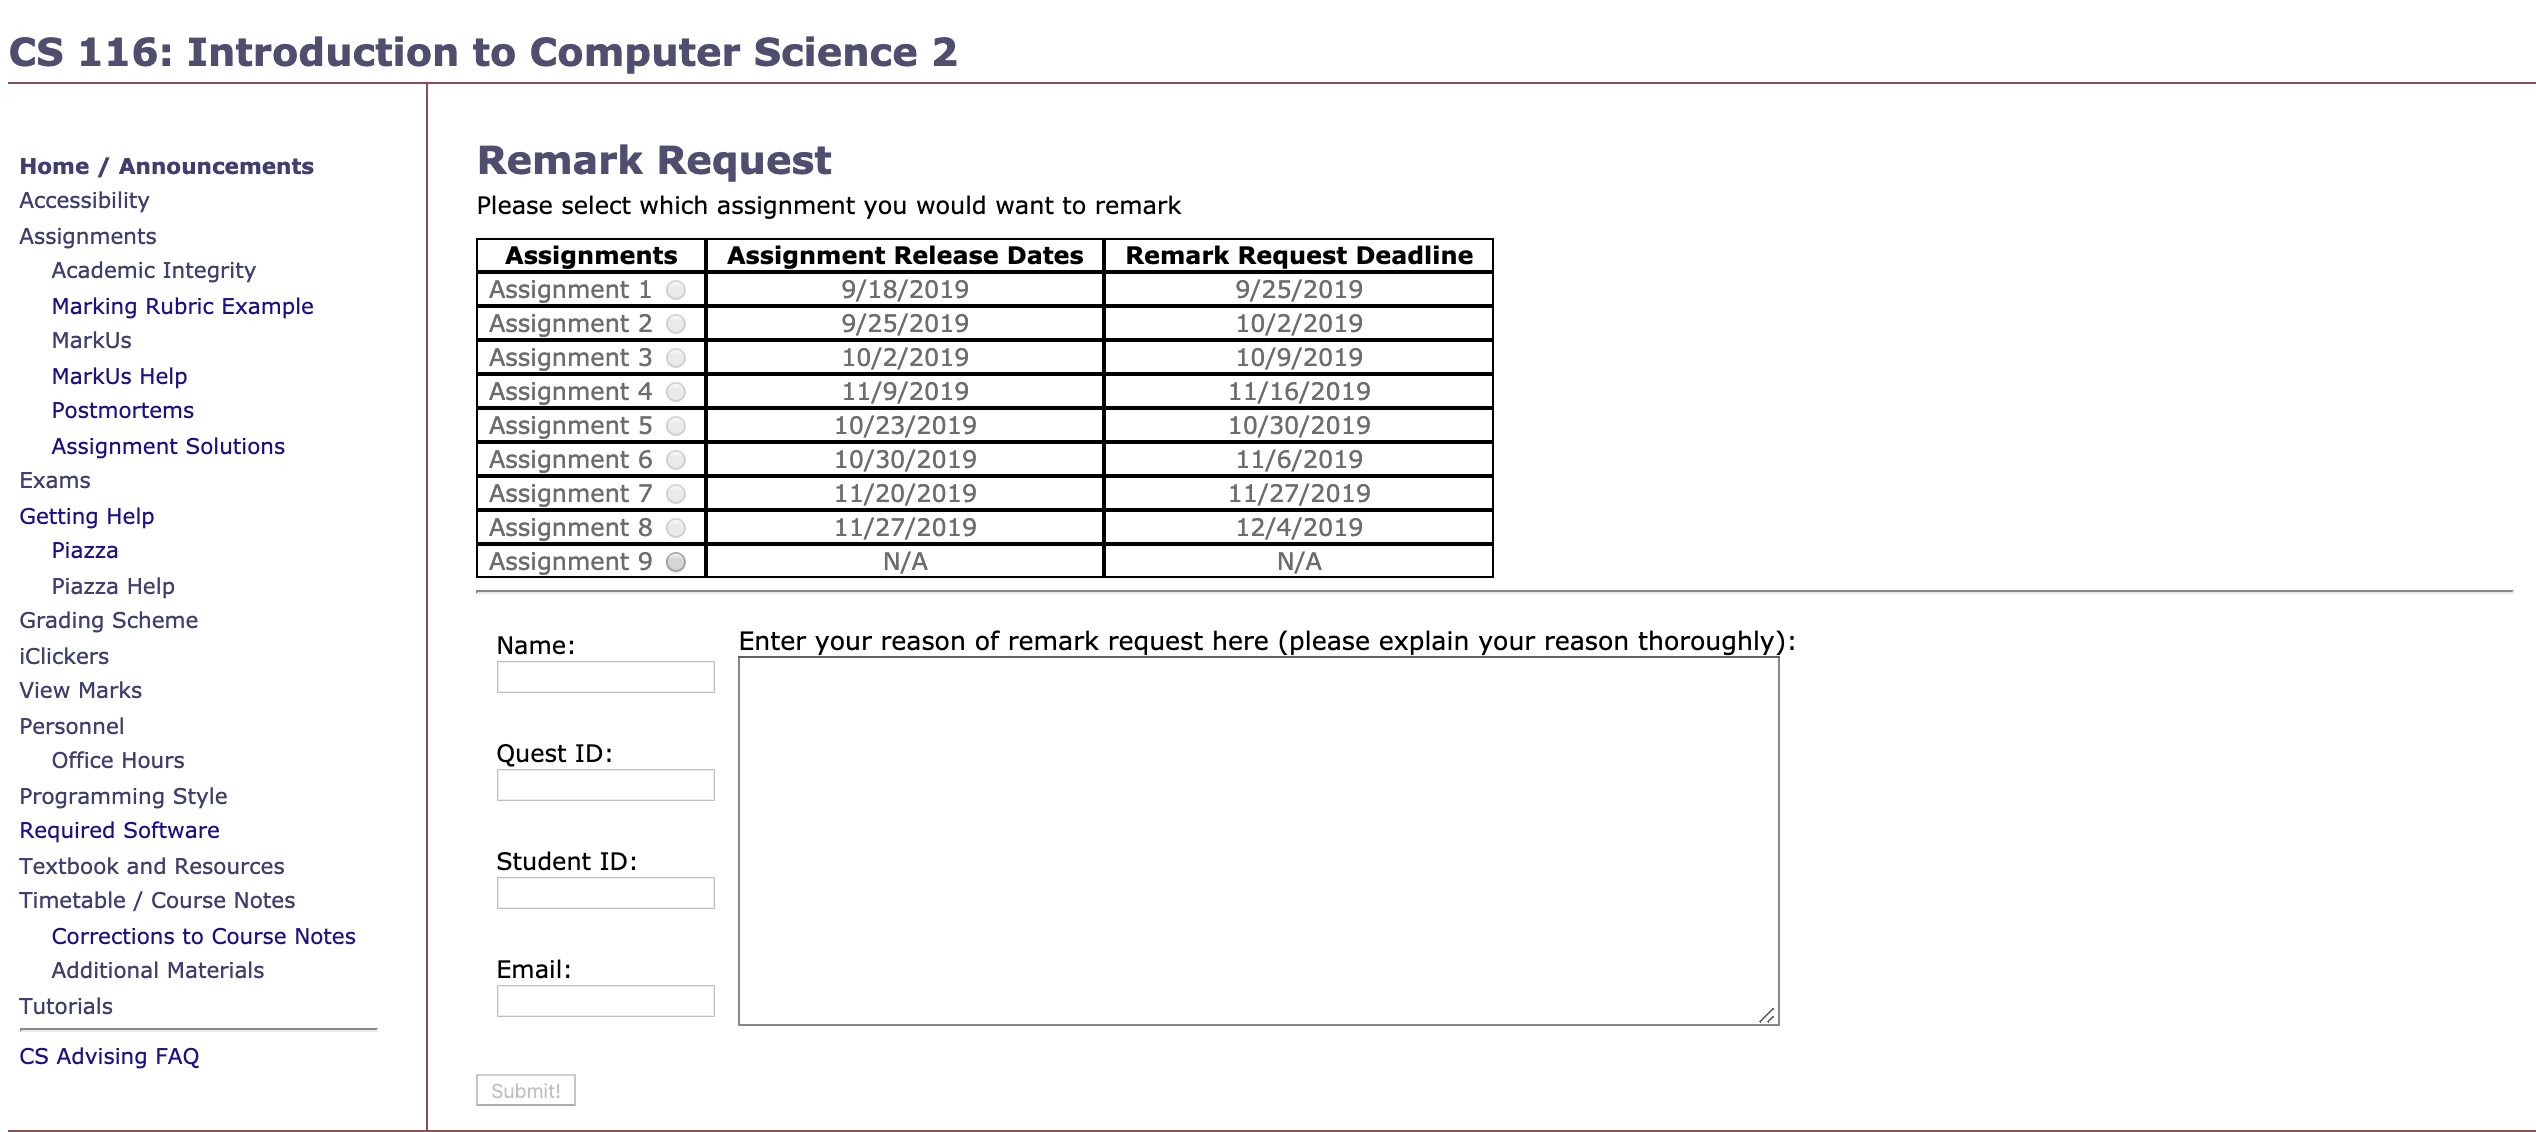 CS 116: Introduction to Computer Science 2
Home / Announcements
Accessibility
Assignments
Academic Integrity
Marking Rubric Example
MarkUs
MarkUs Help
Postmortems
Assignment Solutions
Exams
Getting Help
Piazza
Piazza Help
Grading Scheme
iClickers
View Marks
Personnel
Office Hours
Programming Style
Required Software
Textbook and Resources
Timetable / Course Notes
Corrections to Course Notes
Additional Materials
Tutorials
CS Advising FAQ
Remark Request
Please select which assignment you would want to remark
Assignments Assignment Release Dates Remark Request Deadline
Assignment 1 9/18/2019 9/25/2019
Assignment 2 9/25/2019 10/2/2019
Assignment 3 10/2/2019 10/9/2019
Assignment 4 11/9/2019 11/16/2019
Assignment 5 10/23/2019 10/30/2019
Assignment 6 10/30/2019 11/6/2019
Assignment 7 11/20/2019 11/27/2019
Assignment 8 11/27/2019 12/4/2019
Assignment 9 N/A N/A
Name:
Quest ID:
Student ID:
Email:
Enter your reason of remark request here (please explain your reason thoroughly):
Submit!